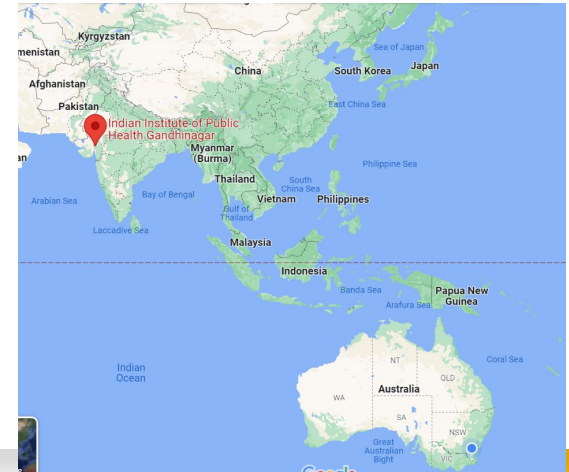 Kyrgyzstan
menistan
Sea of Japan
China
South Korea
Japan
Afghanistan
Pakistan
East China Sea
Indian Institute of Public
Health Gandhinagar
Myanmar
(Burma)
Philippine Sea
Thailand
South
China Sea
Bay of Bengal
Arabian Sea
Vietnam
Philippines
Gulf of
Thailand
Laccadive Sea
Malaysia
Indonesia
Banda Sea
Papua New
Guinea
Arafura Sea
Indian
Ocean
Coral Sea
NT
QLD
WA
Australia
SA
NSW
Great
Australian
Bight
VIC
Google